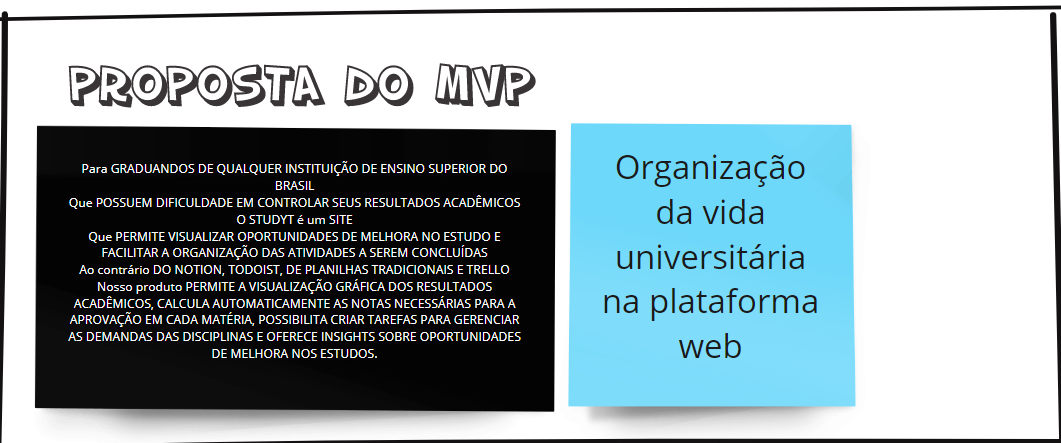 PROPOSTA DO MVP
Para GRADUANDOS DE QUALQUER INSTITUIÇÃO DE ENSINO SUPERIOR DO
BRASIL
Que POSSUEM DIFICULDADE EM CONTROLAR SEUS RESULTADOS ACADÊMICOS
O STUDYT é um SITE
Que PERMITE VISUALIZAR OPORTUNIDADES DE MELHORA NO ESTUDO E
FACILITAR A ORGANIZAÇÃO DAS ATIVIDADES A SEREM CONCLUÍDAS
Ao contrário DO NOTION, TODOIST, DE PLANILHAS TRADICIONAIS E TRELLO
Nosso produto PERMITE A VISUALIZAÇÃO GRÁFICA DOS RESULTADOS
ACADÊMICOS, CALCULA AUTOMATICAMENTE AS NOTAS NECESSÁRIAS PARA A
APROVAÇÃO EM CADA MATÉRIA, POSSIBILITA CRIAR TAREFAS PARA GERENCIAR
AS DEMANDAS DAS DISCIPLINAS E OFERECE INSIGHTS SOBRE OPORTUNIDADES
DE MELHORA NOS ESTUDOS.
Organização
da vida
universitária
na plataforma
web